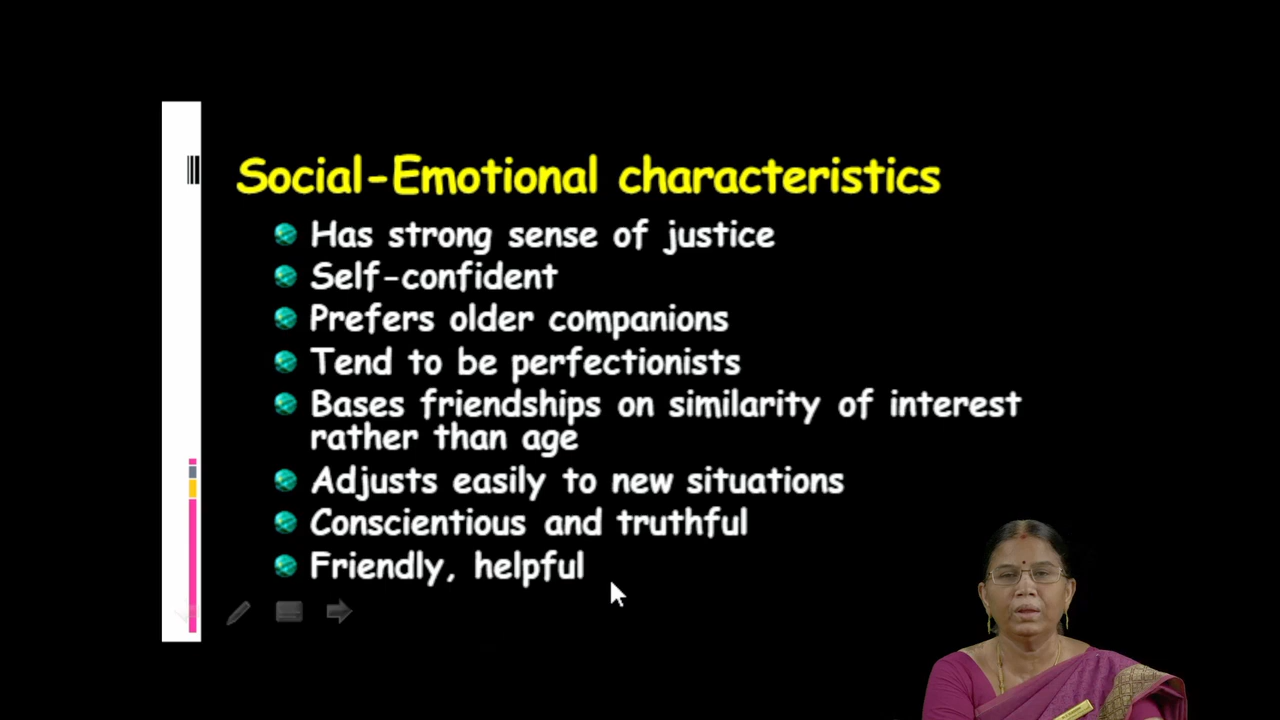 Social-Emotional characteristics
Has strong sense of justice
Self-confident
Prefers older companions
Tend to be perfectionists
Bases friendships on similarity of interest
rather than age
Adjusts easily to new situations
Conscientious and truthful
Friendly, helpful